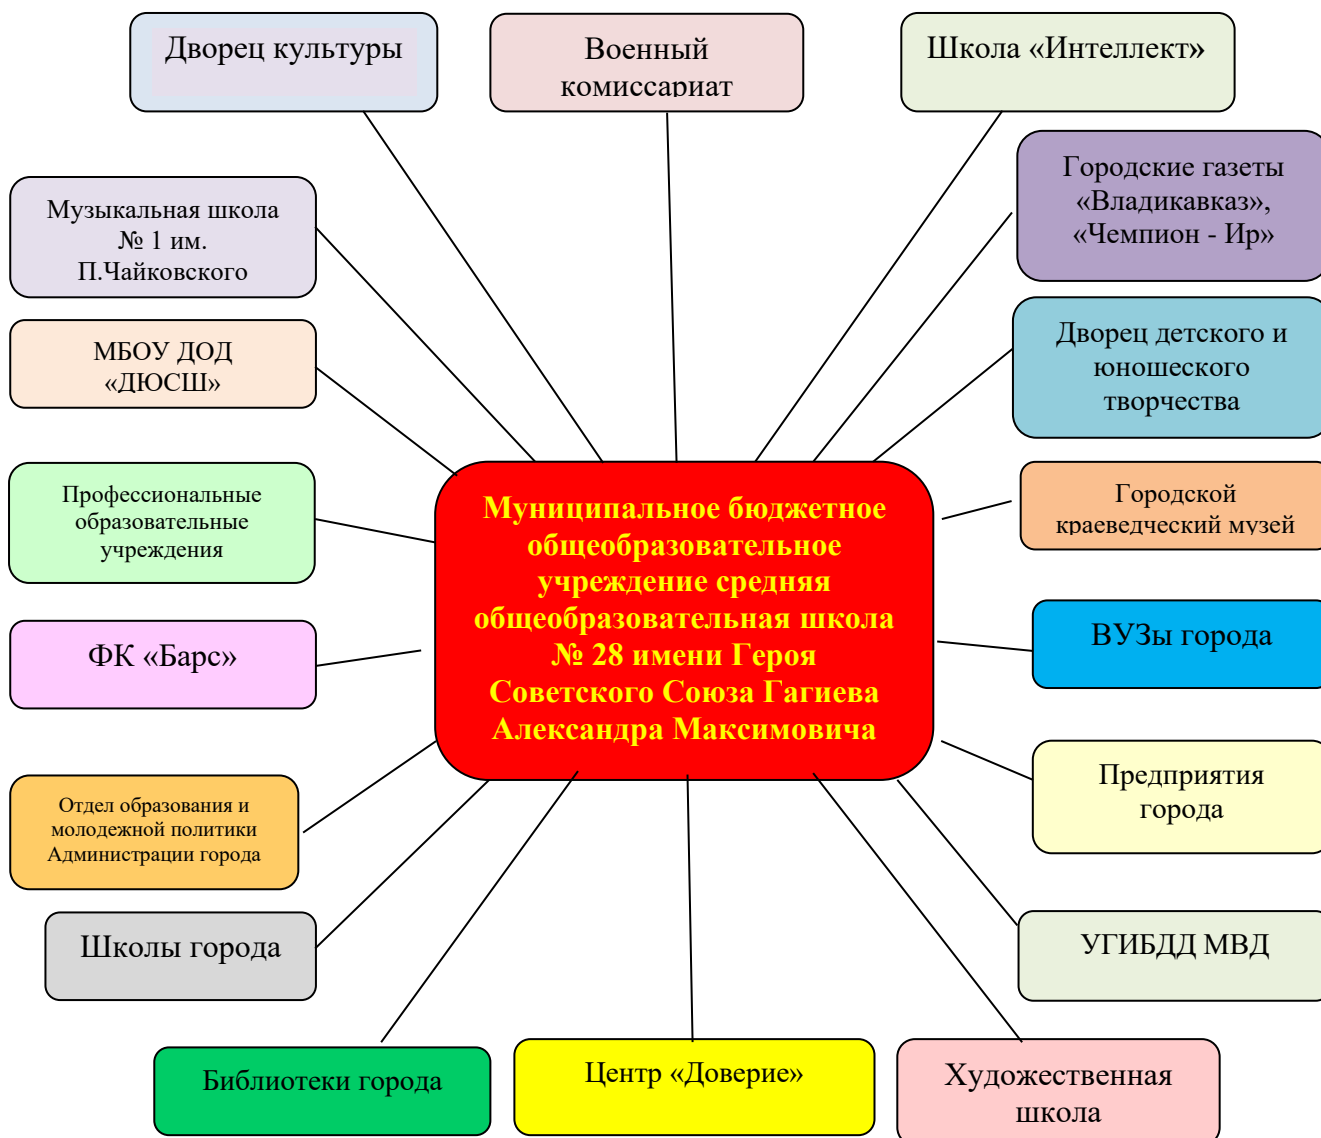 Дворец культуры
Военный
комиссариат
Школа «Интеллект»
Городские газеты
«Владикавказ»,
«Чемпион - Ир»
Музыкальная школа
№ 1 им.
П.Чайковского
Дворец детского и
юношеского
творчества
МБОУ ДОД
«ДЮСШ»
Профессиональные
образовательные
учреждения
Муниципальное бюджетное
общеобразовательное
учреждение средняя
общеобразовательная школа
№ 28 имени Героя
Советского Союза Гагиева
Александра Максимовича
Городской
краеведческий музей
ФК «Барс»
ВУЗы города
Отдел образования и
молодежной политики
Администрации города
Предприятия
города
Школы города
УГИБДД МВД
Библиотеки города
Центр «Доверие»
Художественная
школа